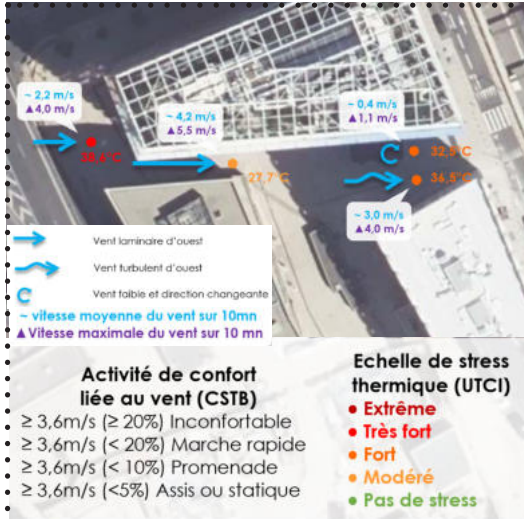 ~ 2,2 m/s
▲4,0 m/s
~ 4,2 m/s
▲5,5 m/s
~ 0,4 m/s
▲1,1 m/s
32,5°C
27,7°C
36,5°C
~ 3,0 m/s
▲4,0 m/s
Vent laminaire d'ouest
Vent turbulent d'ouest
Vent faible et direction changeante
~ vitesse moyenne du vent sur 10mn
▲Vitesse maximale du vent sur 10 mn
Activité de confort
liée au vent (CSTB)
≥ 3,6m/s (≥ 20%) Inconfortable
≥ 3,6m/s (< 20%) Marche rapide
≥ 3,6m/s (< 10%) Promenade
≥ 3,6m/s (<5%) Assis ou statique
Echelle de stress
thermique (UTCI)
• Extrême
• Très fort
• Fort
• Modéré
• Pas de stress